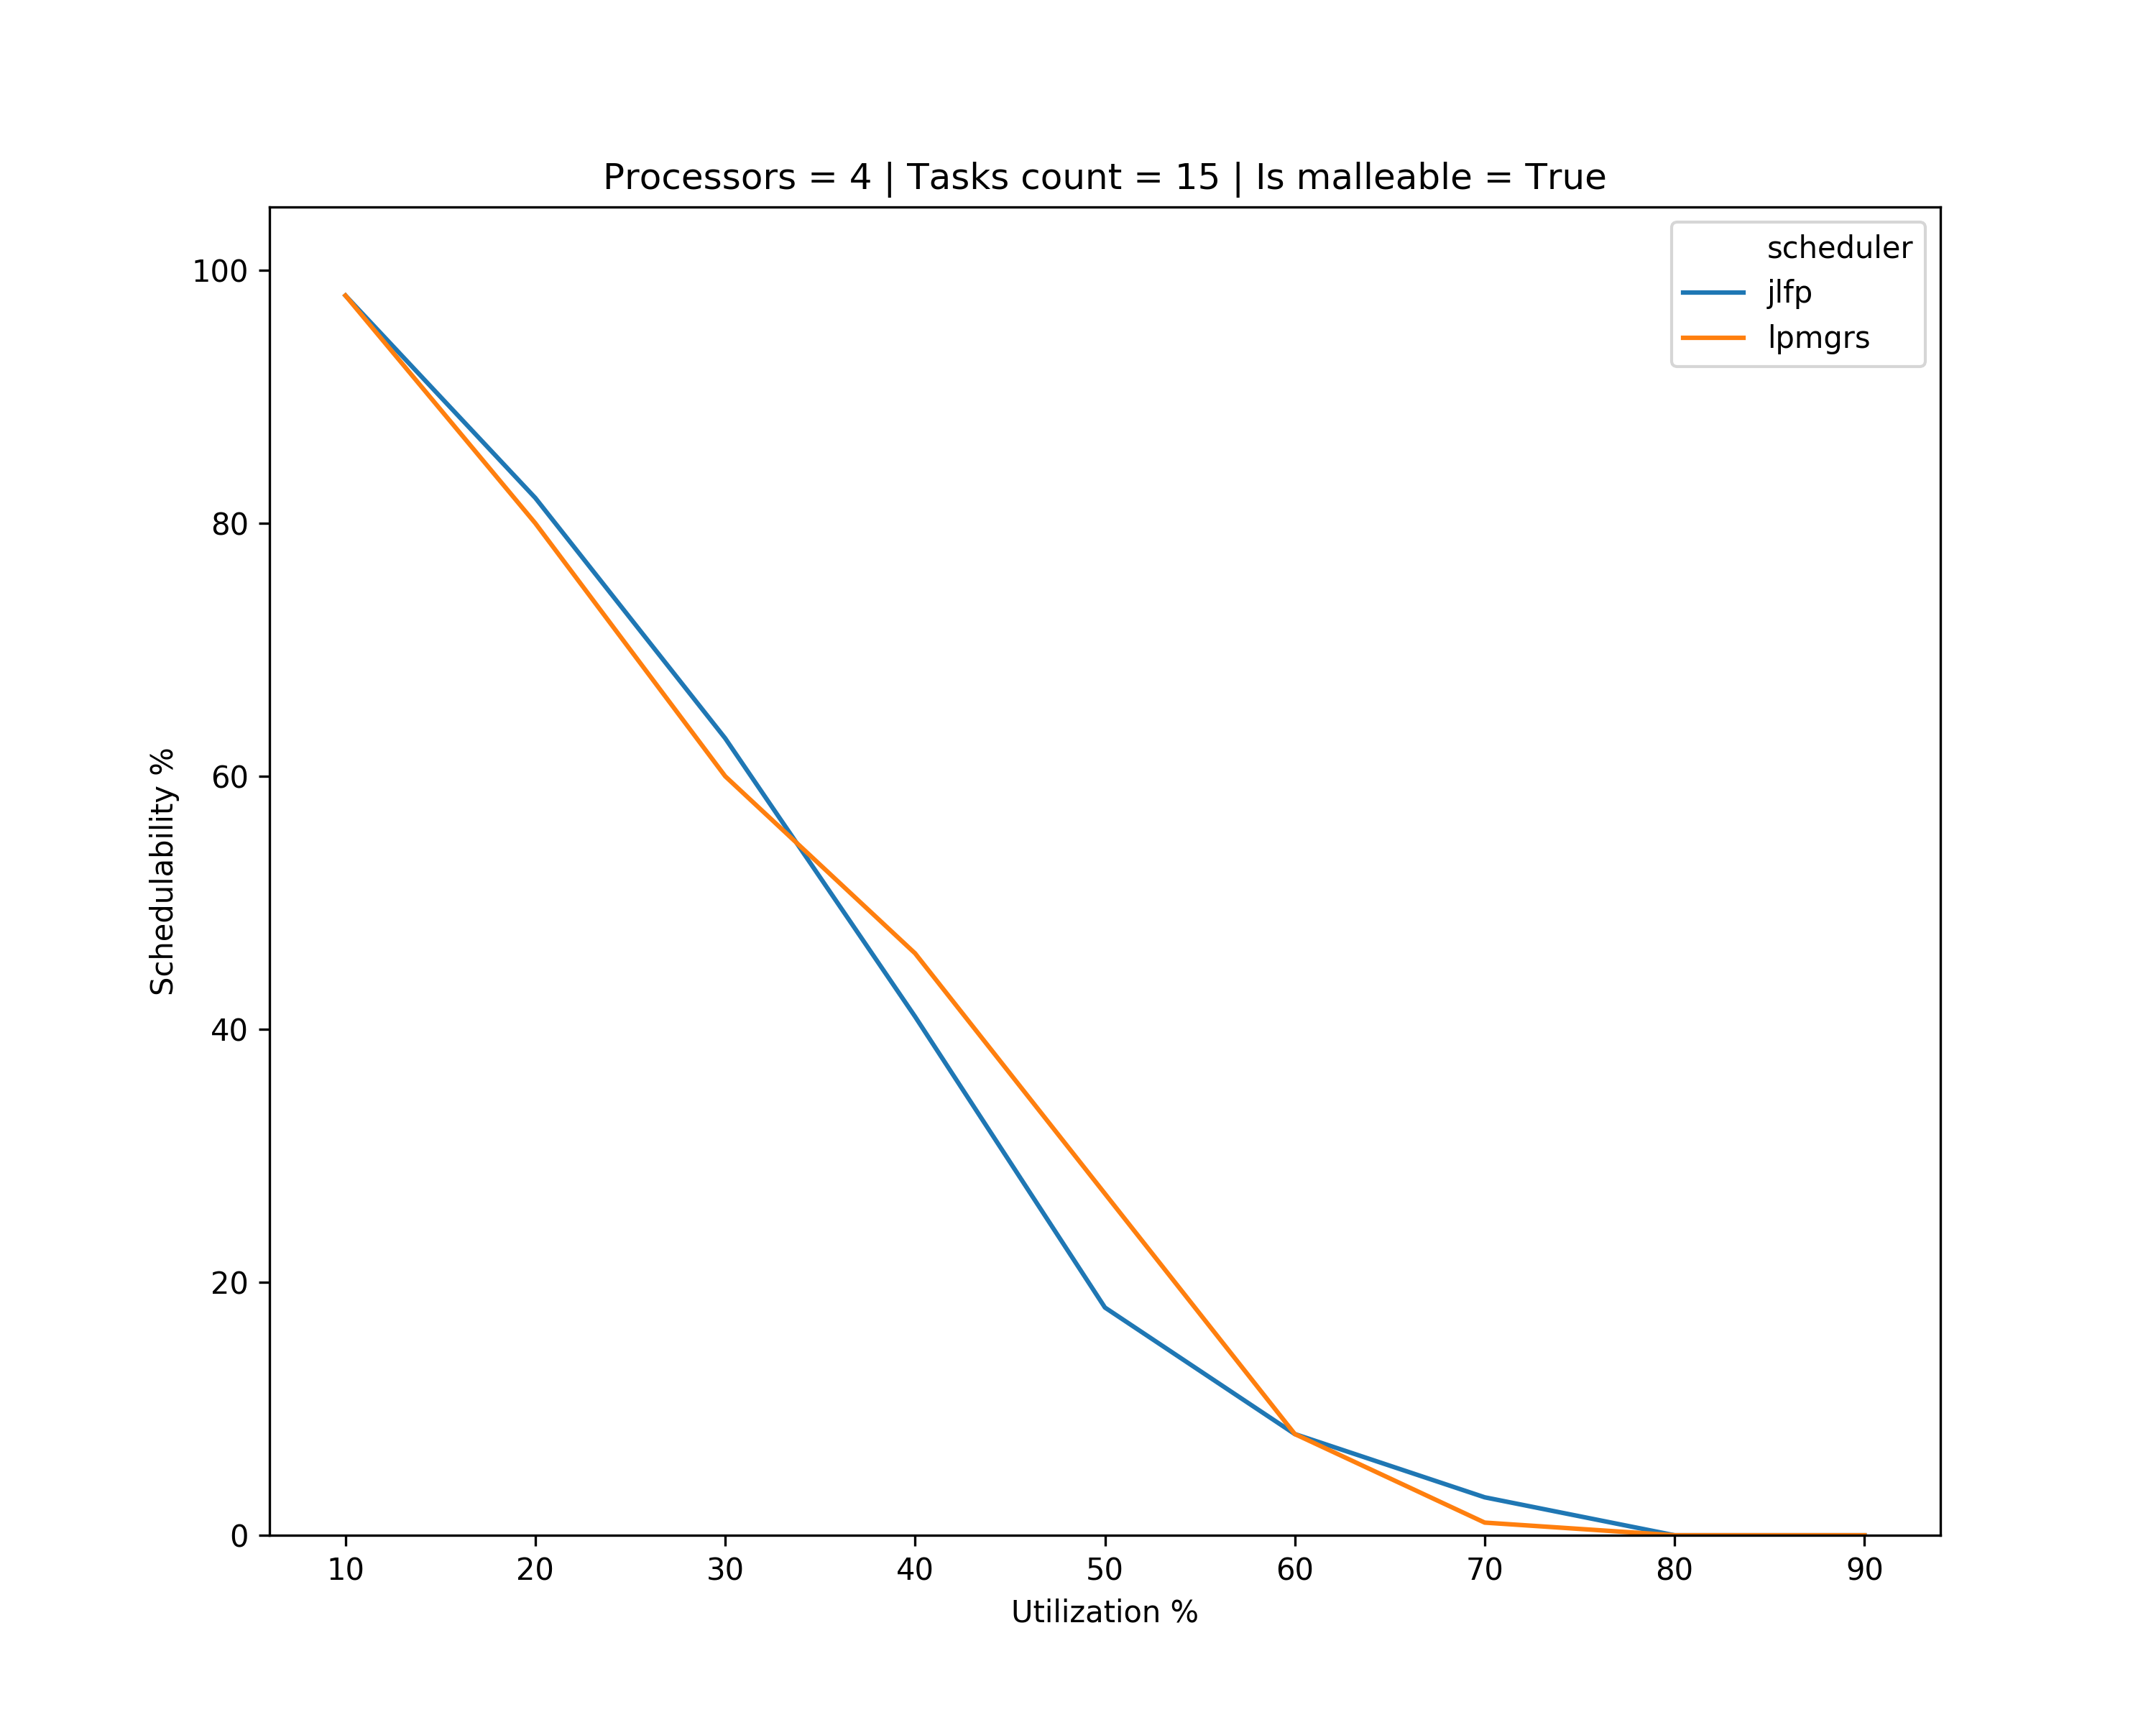 Processors = 4 | Tasks count = 15 | Is malleable = True
scheduler
jlfp
lpmgrs
Schedulability %
100
80
60
40
20
0
10 20 30 40 50 60 70 80 90
Utilization %